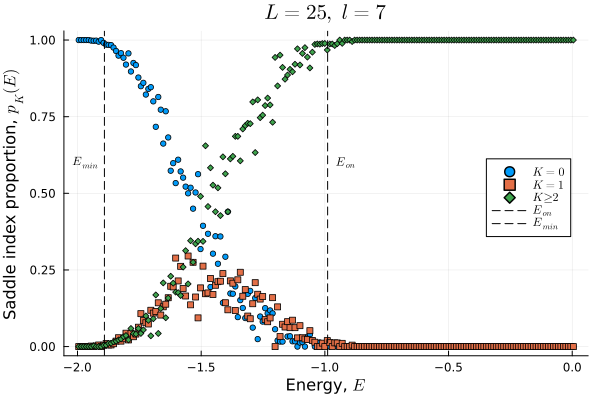 L = 25, l = 7
Saddle index proportion, p_K(E)
1.00
0.75
0.50
0.25
0.00
E_min
E_on
K = 0
K = 1
K≥2
E_on
E_min
−2.0 −1.5 −1.0 −0.5 0.0
Energy, E